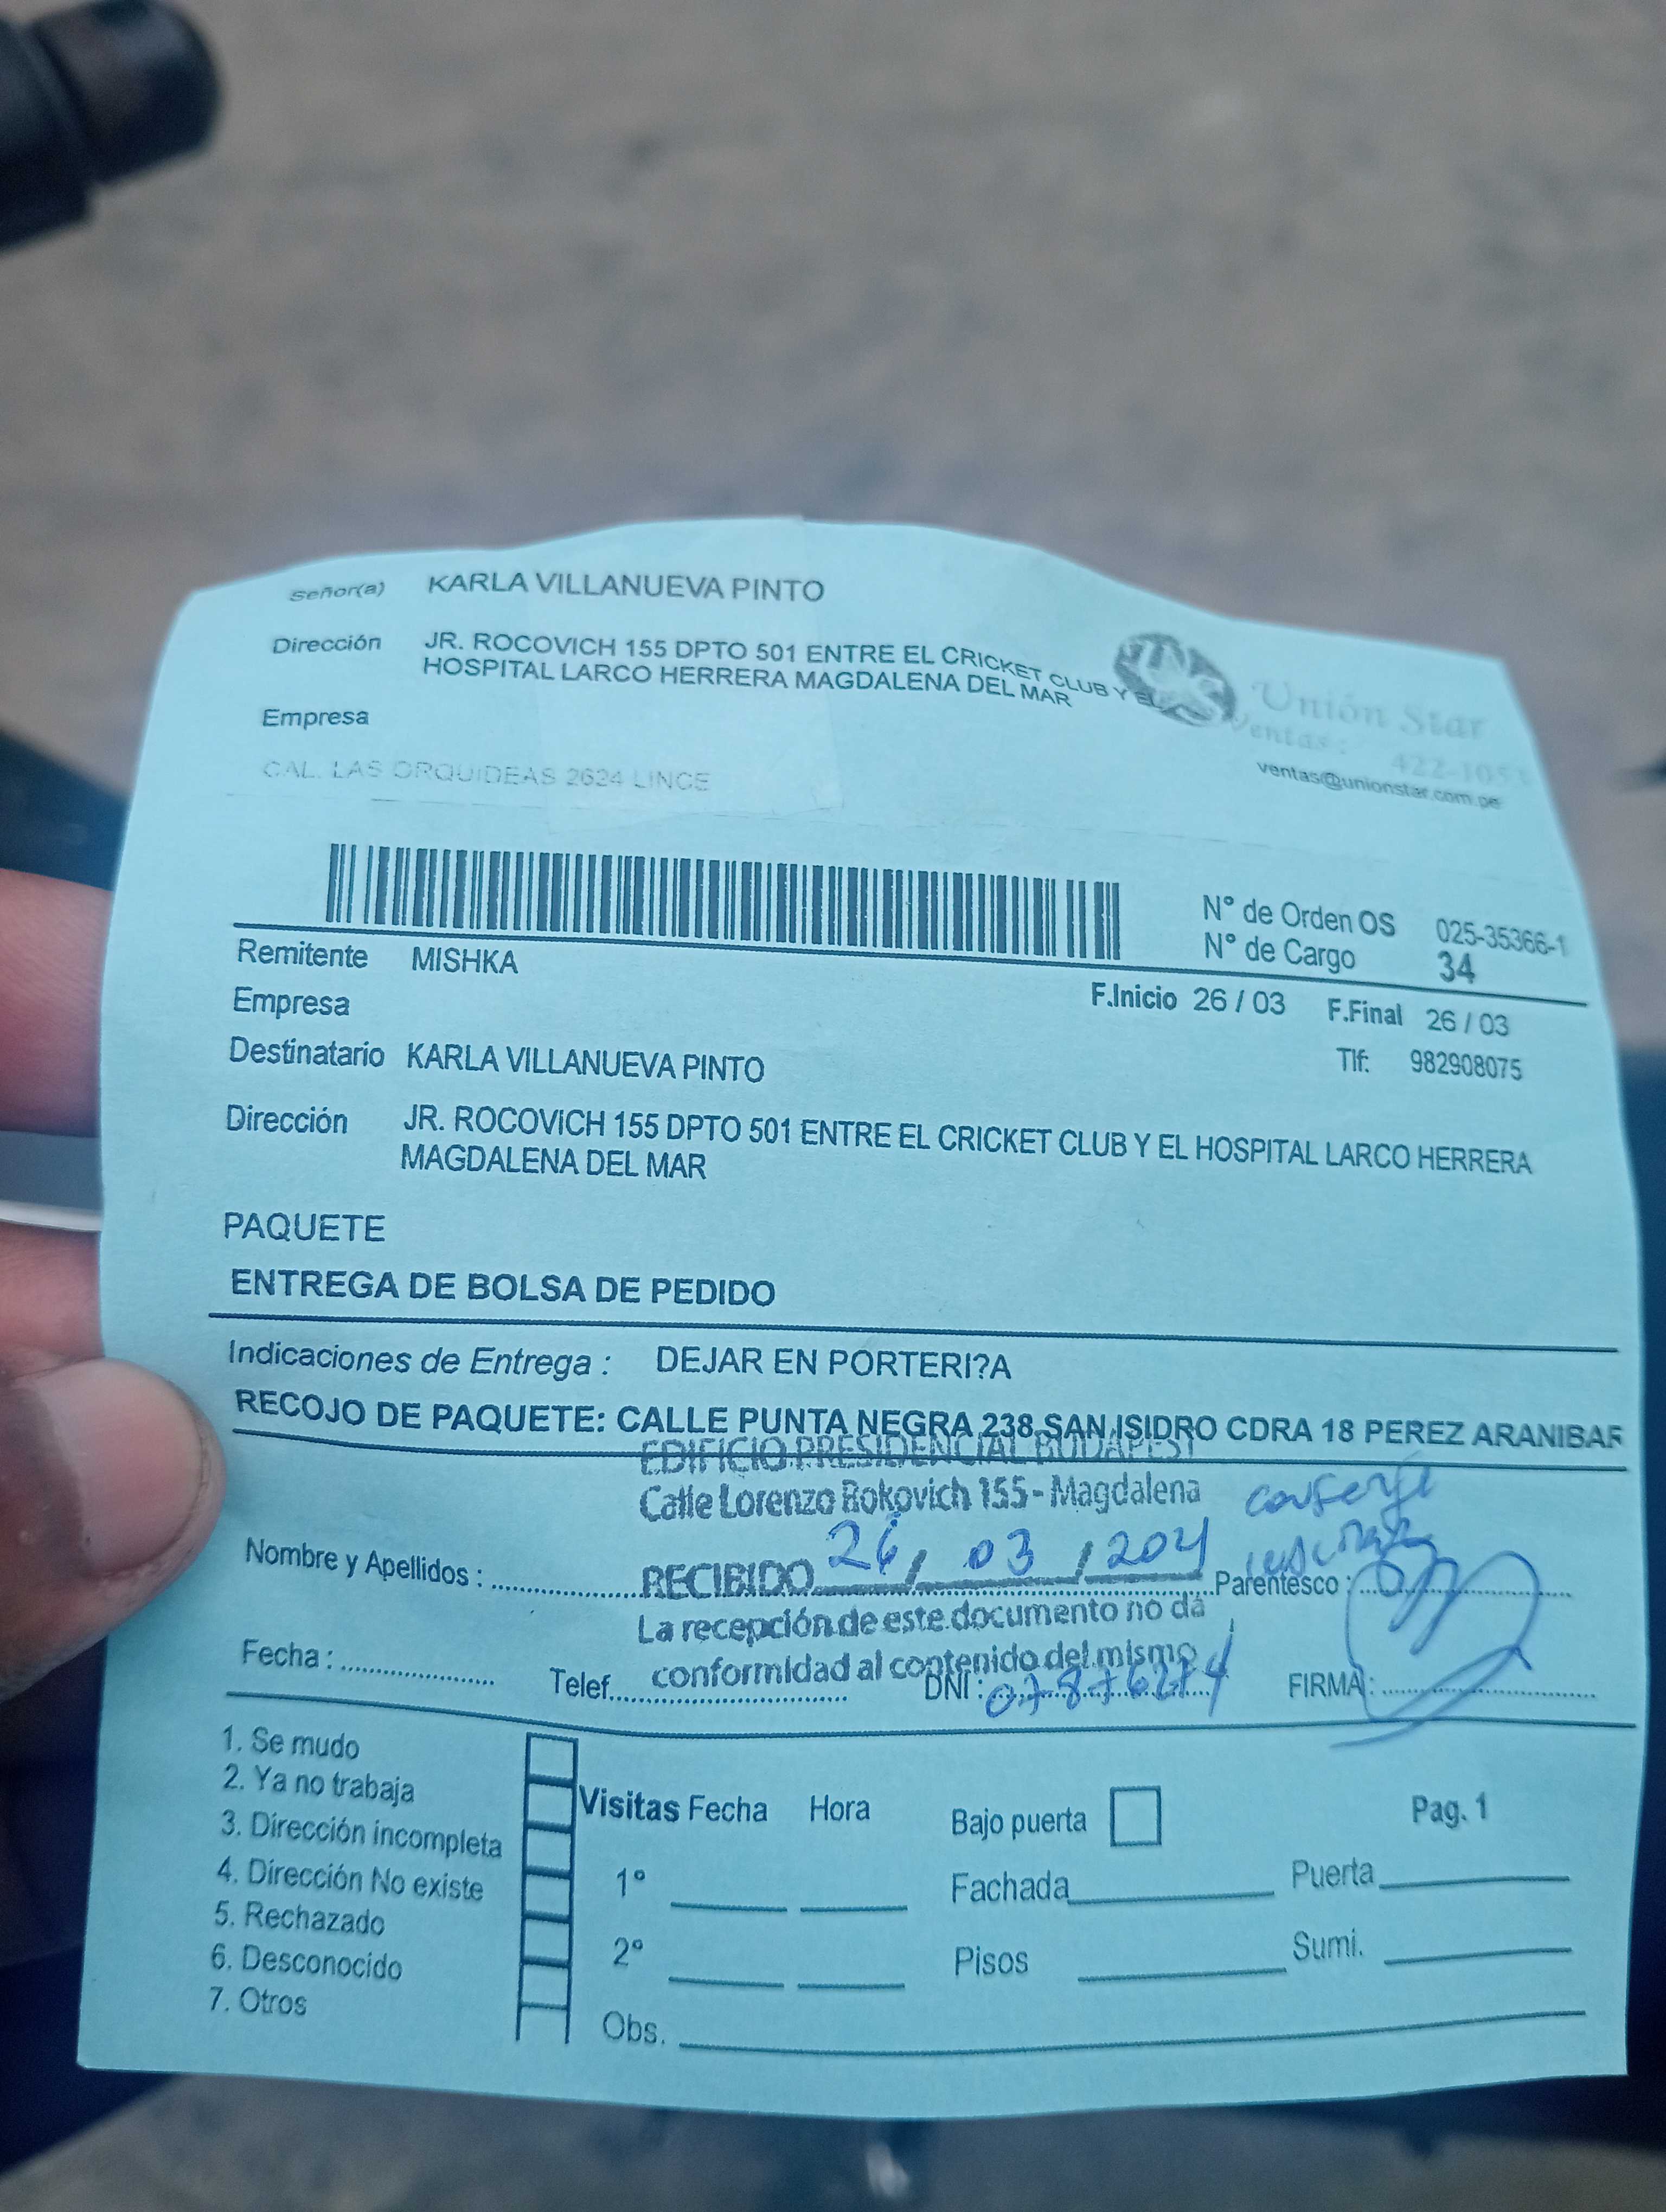 Señor(a) KARLA VILLANUEVA PINTO
Dirección JR. ROCOVICH 155 DPTO 501 ENTRE EL CRICKET CLUB Y EL
HOSPITAL LARCO HERRERA MAGDALENA DEL MAR
Unión Star
Empresa
Ventas: 422-105
CAL. LAS ORQUIDEAS 2624 LINCE
ventas@unionstar.com.pe
N° de Orden OS 025-35366-1
N° de Cargo 34
Remitente MISHKA
F.Inicio 26 / 03 F.Final 26 / 03
Empresa
Destinatario KARLA VILLANUEVA PINTO
Tlf: 982908075
Dirección JR. ROCOVICH 155 DPTO 501 ENTRE EL CRICKET CLUB Y EL HOSPITAL LARCO HERRERA
MAGDALENA DEL MAR
PAQUETE
ENTREGA DE BOLSA DE PEDIDO
Indicaciones de Entrega : DEJAR EN PORTERI?A
RECOJO DE PAQUETE: CALLE PUNTA NEGRA 238 SAN ISIDRO CDRA 18 PEREZ ARANIBAR
EDIFICIO PRESIDENCIAL BUDAPEST
Calle Lorenzo Rokovich 155 - Magdalena
Nombre y Apellidos : RECIBIDO 26 / 03 / 204 Parentesco :
La recepción de este documento no da
conformidad al contenido del mismo
Fecha : Telef. DNI : FIRMA :
1. Se mudo
2. Ya no trabaja
3. Dirección incompleta
4. Dirección No existe
5. Rechazado
6. Desconocido
7. Otros
Visitas Fecha Hora
1°
2°
Obs.
Bajo puerta
Pag. 1
Fachada Puerta
Pisos Sumi.